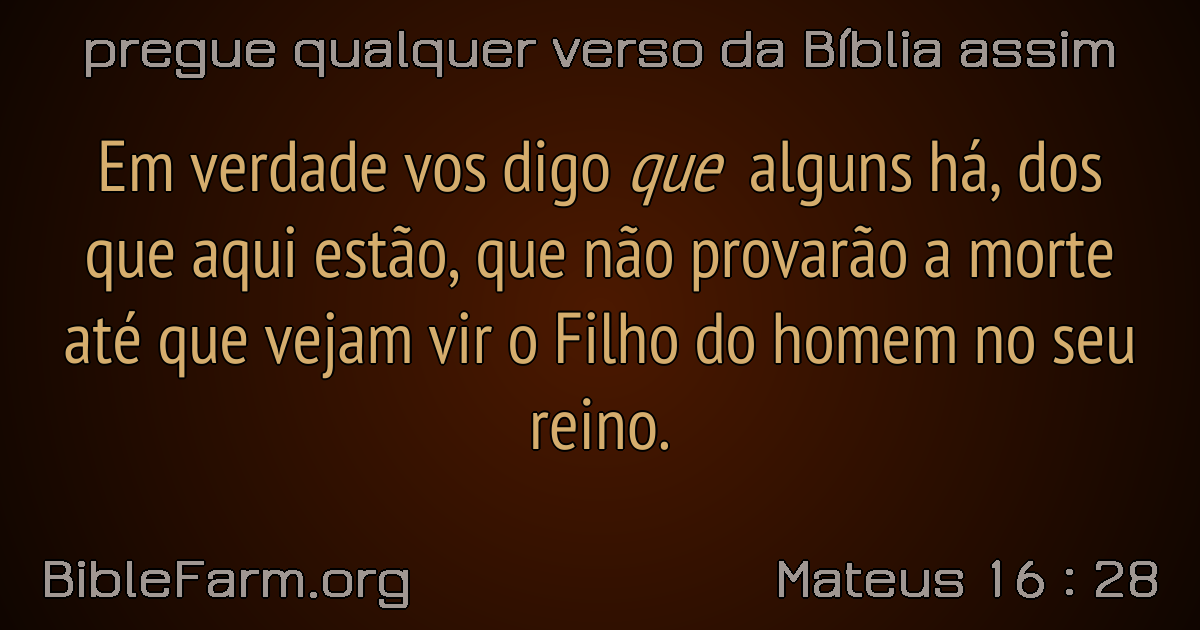 pregue qualquer verso da Bíblia assim
Em verdade vos digo que alguns há, dos
que aqui estão, que não provarão a morte
até que vejam vir o Filho do homem no seu
reino.
BibleFarm.org
Mateus 16 : 28